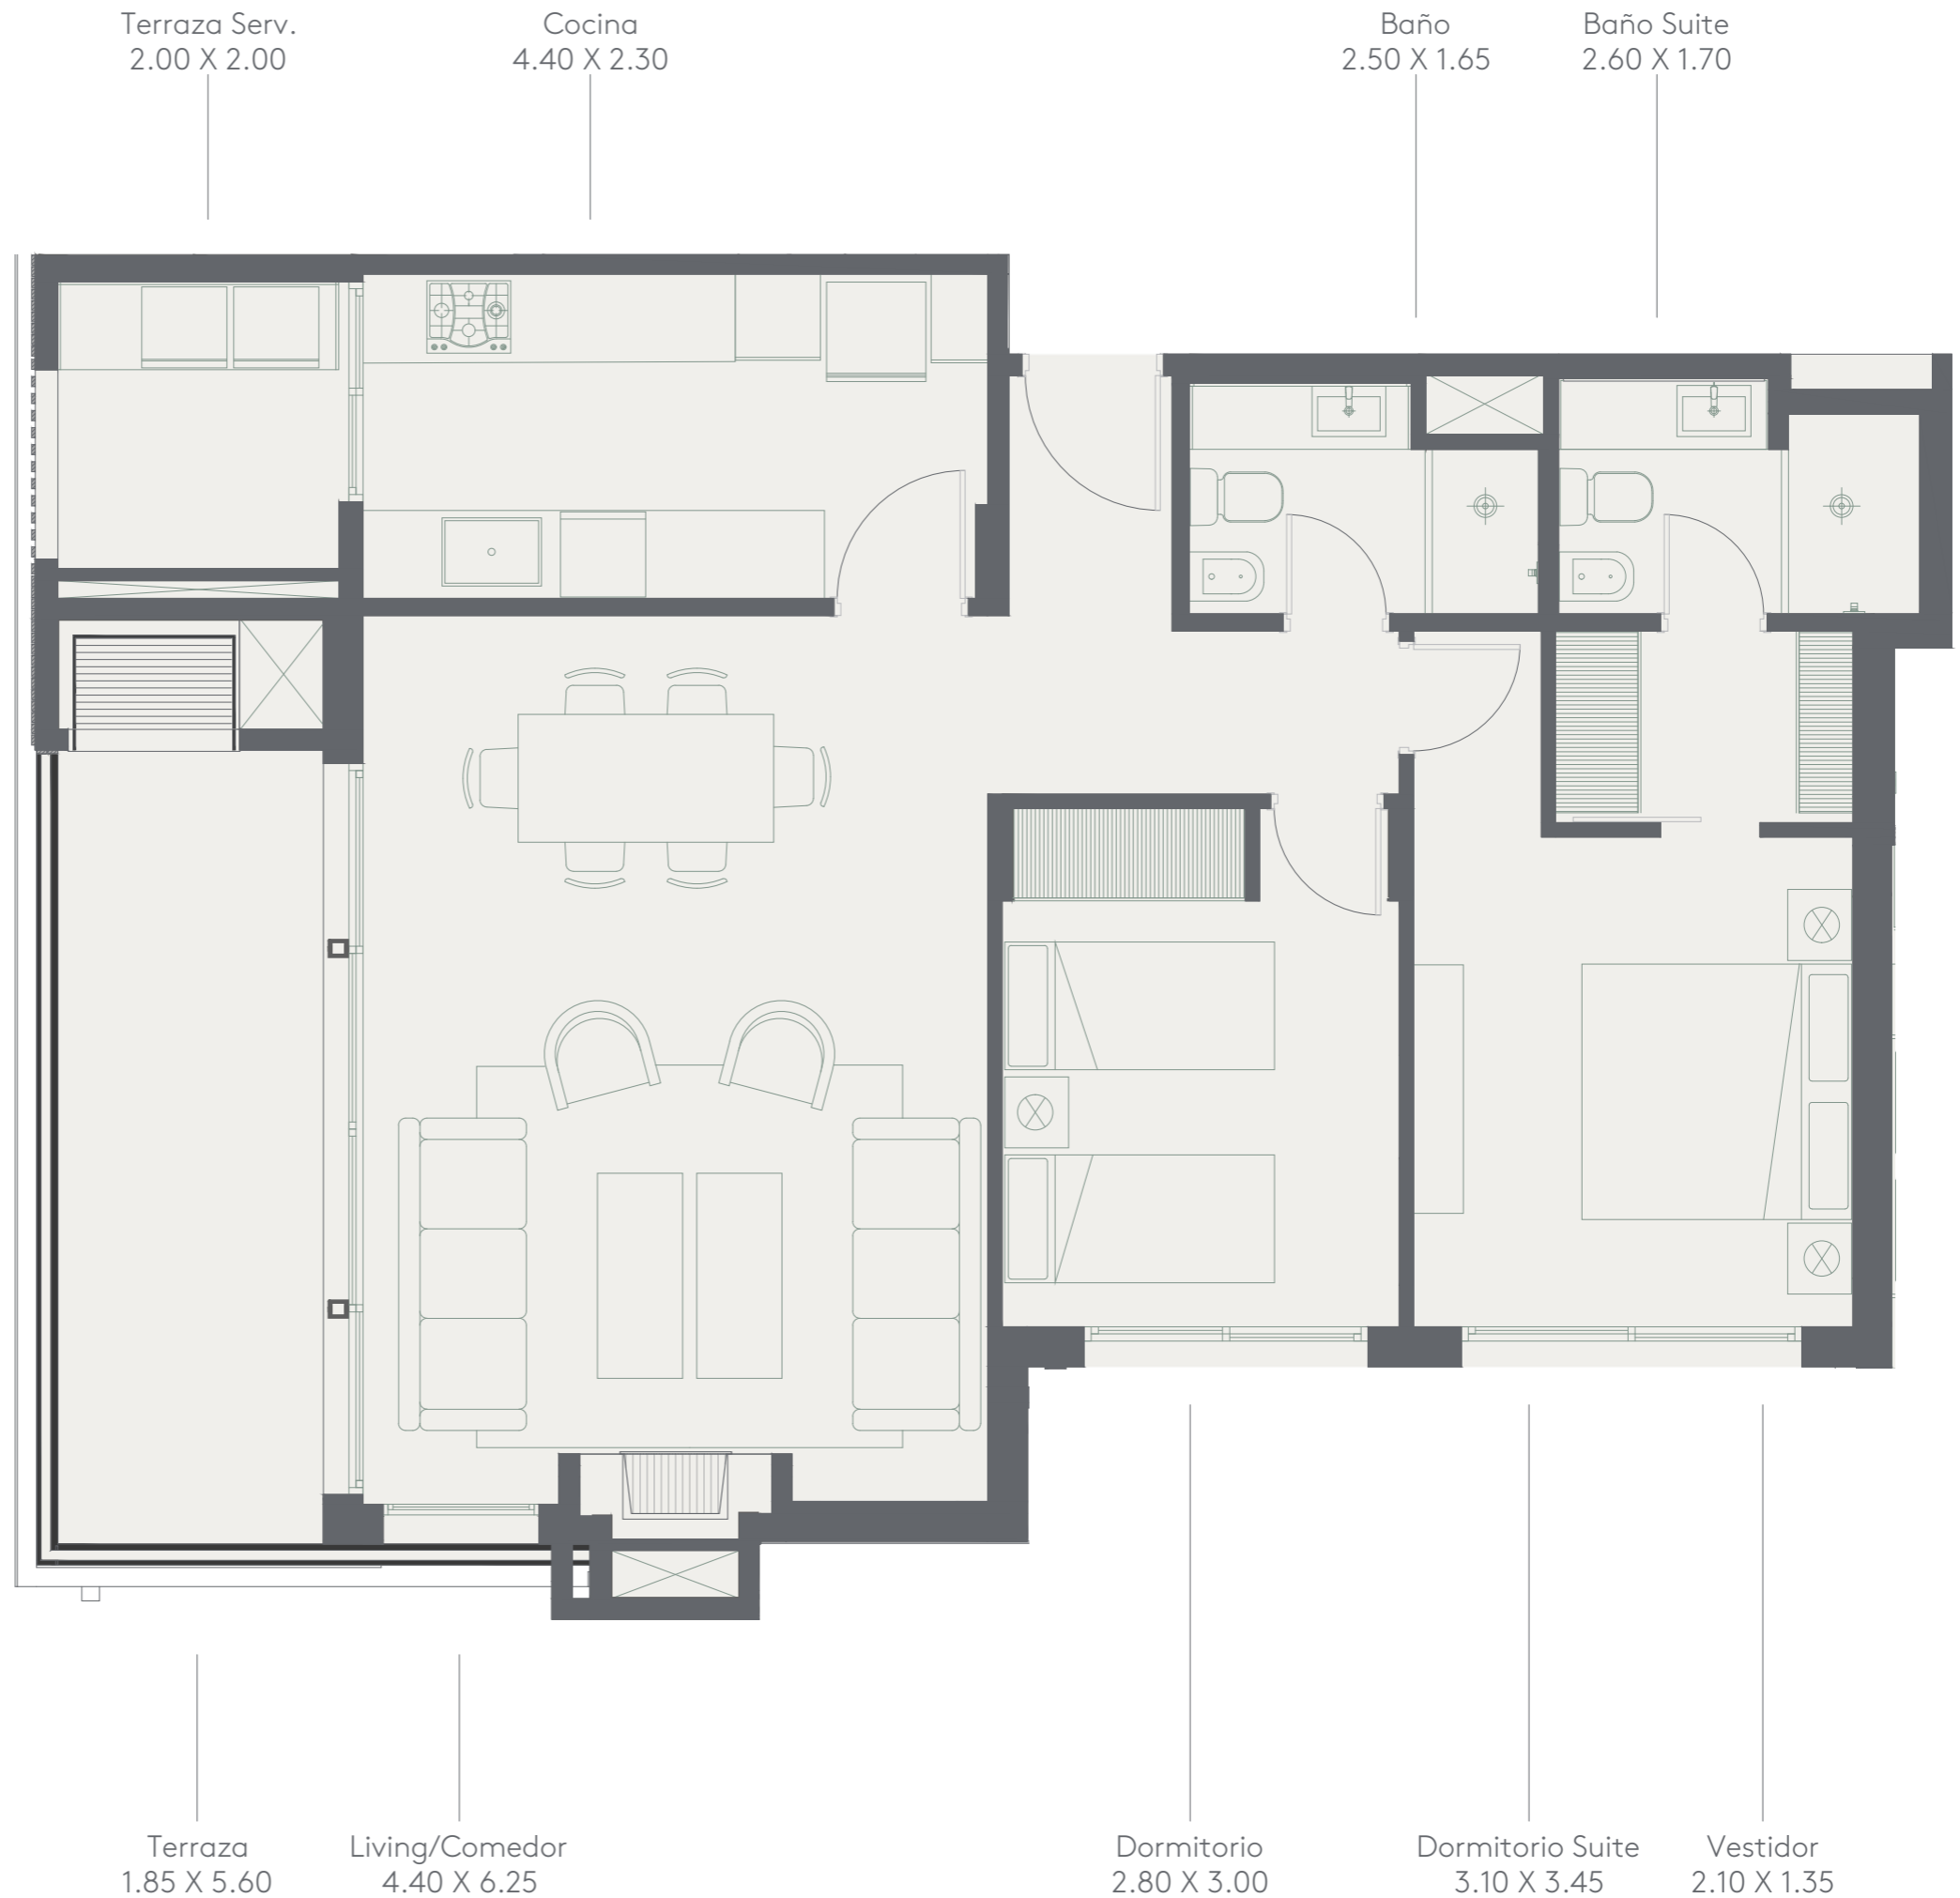 Terraza Serv.
2.00 X 2.00
Cocina
4.40 X 2.30
Baño
2.50 X 1.65
Baño Suite
2.60 X 1.70
Terraza
1.85 X 5.60
Living/Comedor
4.40 X 6.25
Dormitorio
2.80 X 3.00
Dormitorio Suite
3.10 X 3.45
Vestidor
2.10 X 1.35